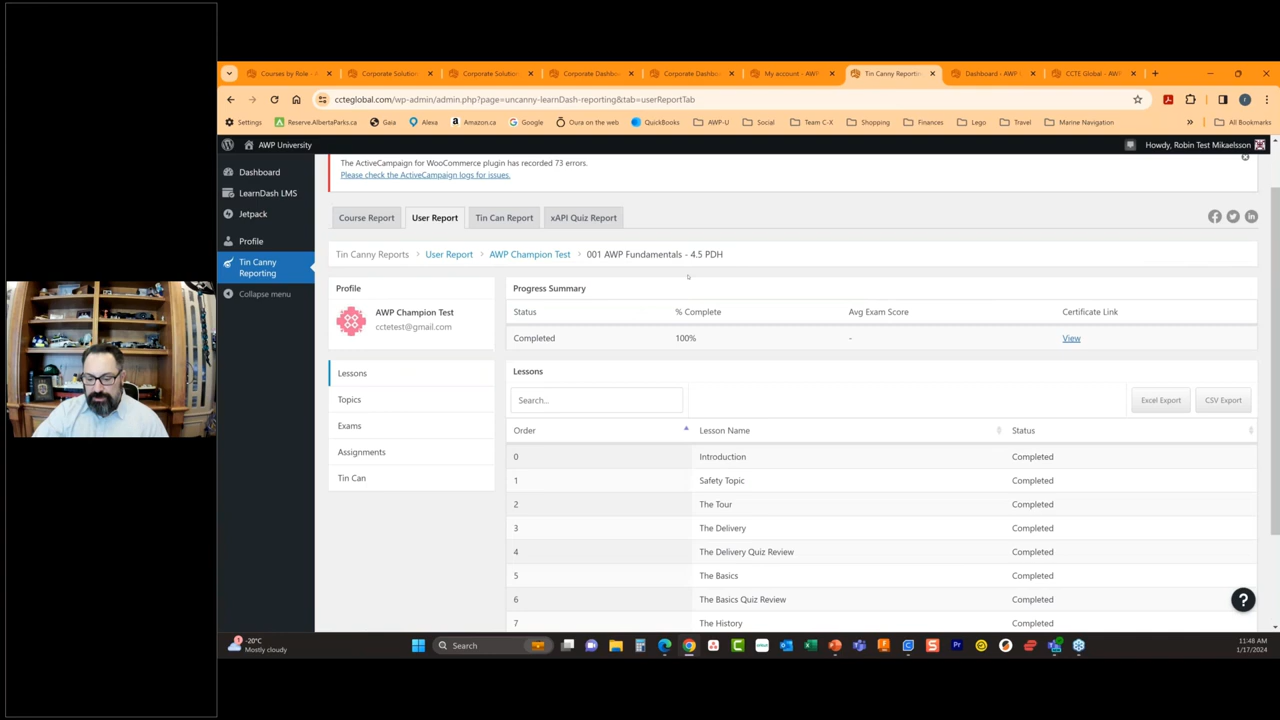 Courses by Role - A
Corporate Solution
Corporate Solution
Corporate Dashbo
Corporate Dashbo
My account - AWP
Tin Canny Reportin
Dashboard - AWP U
CCTE Global - AWP
ccteglobal.com/wp-admin/admin.php?page=uncanny-learnDash-reporting&tab=userReportTab
Settings
Reserve.AlbertaParks.ca
Gaia
Alexa
Amazon.ca
Google
Oura on the web
QuickBooks
AWP-U
Social
Team C-X
Shopping
Finances
Lego
Travel
Marine Navigation
»
All Bookmarks
AWP University
Howdy, Robin Test Mikaelsson
Dashboard
LearnDash LMS
Jetpack
Profile
Tin Canny
Reporting
Collapse menu
The ActiveCampaign for WooCommerce plugin has recorded 73 errors.
Please check the ActiveCampaign logs for issues.
Course Report
User Report
Tin Can Report
xAPI Quiz Report
Tin Canny Reports > User Report > AWP Champion Test > 001 AWP Fundamentals - 4.5 PDH
Profile
AWP Champion Test
cctetest@gmail.com
Lessons
Topics
Exams
Assignments
Tin Can
Progress Summary
Status % Complete Avg Exam Score Certificate Link
Completed 100% - View
Lessons
Search...
Excel Export
CSV Export
Order Lesson Name Status
0 Introduction Completed
1 Safety Topic Completed
2 The Tour Completed
3 The Delivery Completed
4 The Delivery Quiz Review Completed
5 The Basics Completed
6 The Basics Quiz Review Completed
7 The History Completed
?
-20°C
Mostly cloudy
Search
11:48 AM
1/17/2024